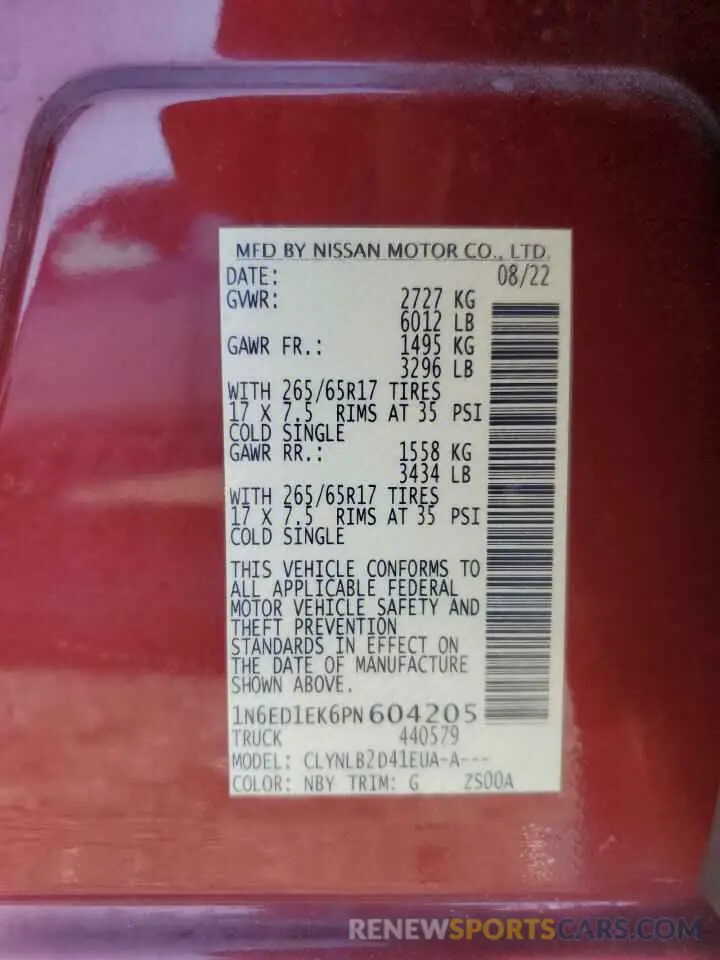 MFD BY NISSAN MOTOR CO., LTD.
DATE: 08/22
GVWR: 2727 KG
6012 LB
GAWR FR.: 1495 KG
3296 LB
WITH 265/65R17 TIRES
17 X 7.5 RIMS AT 35 PSI
COLD SINGLE
GAWR RR.: 1558 KG
3434 LB
WITH 265/65R17 TIRES
17 X 7.5 RIMS AT 35 PSI
COLD SINGLE
THIS VEHICLE CONFORMS TO
ALL APPLICABLE FEDERAL
MOTOR VEHICLE SAFETY AND
THEFT PREVENTION
STANDARDS IN EFFECT ON
THE DATE OF MANUFACTURE
SHOWN ABOVE.
1N6ED1EK6PN604205
TRUCK 440579
MODEL: CLYNLB2D41EUA-A---
COLOR: NBY TRIM: G ZS00A
RENEWSPORTSCARS.COM